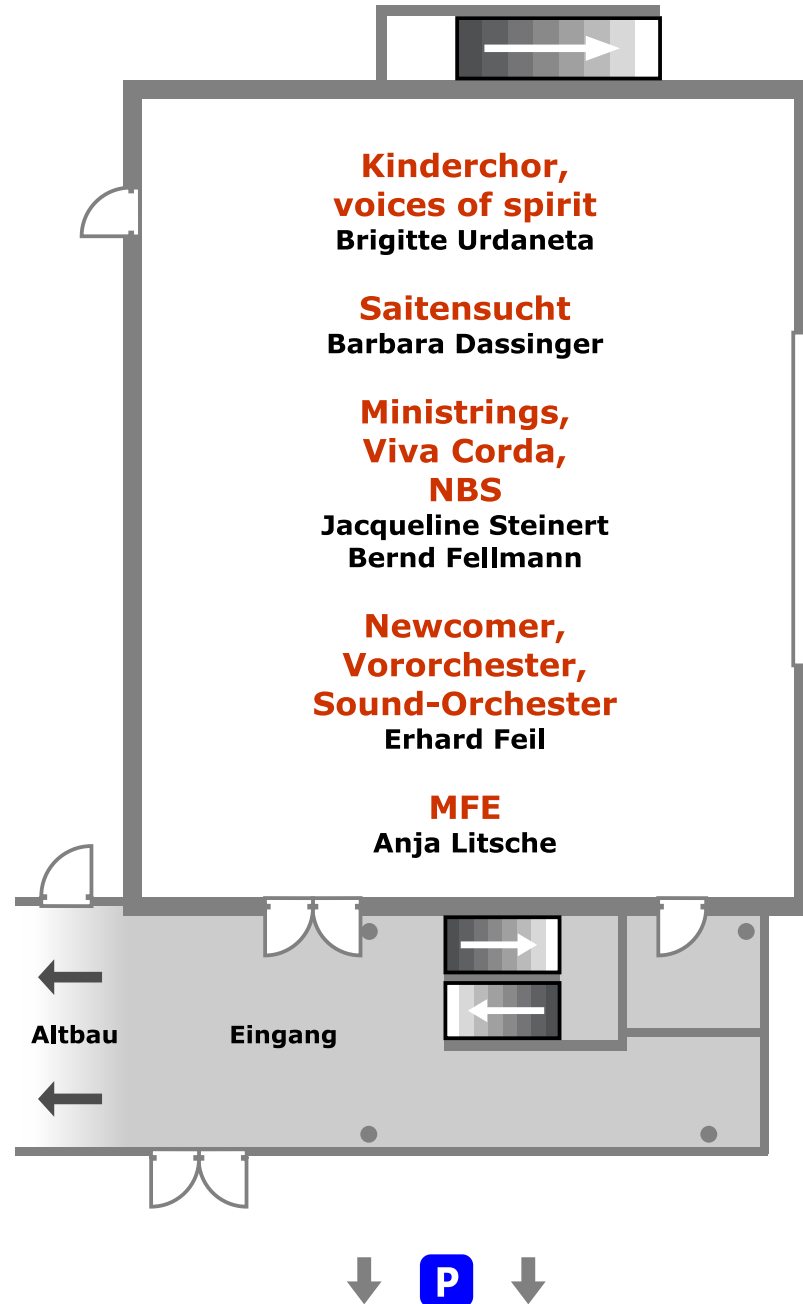 Kinderchor,
voices of spirit
Brigitte Urdaneta
Saitensucht
Barbara Dassinger
Ministrings,
Viva Corda,
NBS
Jacqueline Steinert
Bernd Fellmann
Newcomer,
Vororchester,
Sound-Orchester
Erhard Feil
MFE
Anja Litsche
Altbau Eingang
P